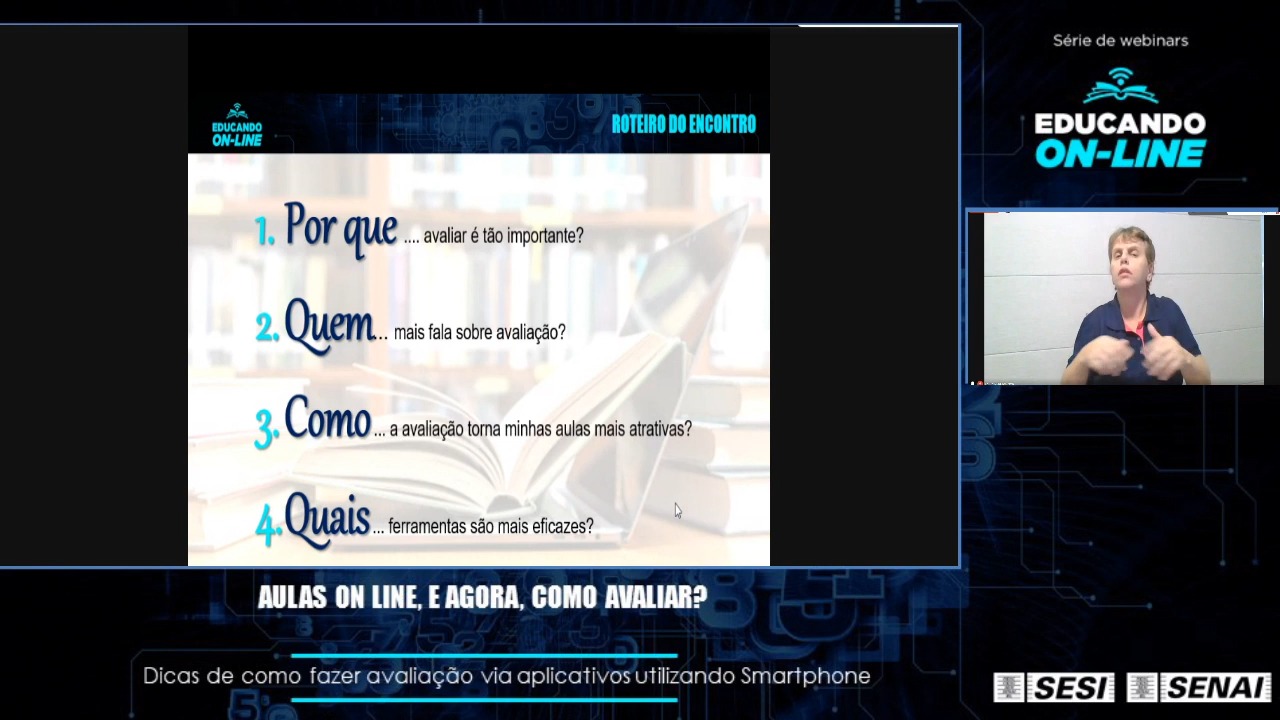 Série de webinars
EDUCANDO
ON-LINE
EDUCANDO
ON-LINE
ROTEIRO DO ENCONTRO
1. Por que .... avaliar é tão importante?
2. Quem... mais fala sobre avaliação?
3. Como... a avaliação torna minhas aulas mais atrativas?
4. Quais... ferramentas são mais eficazes?
AULAS ON LINE, E AGORA, COMO AVALIAR?
Dicas de como fazer avaliação via aplicativos utilizando Smartphone
SESI SENAI